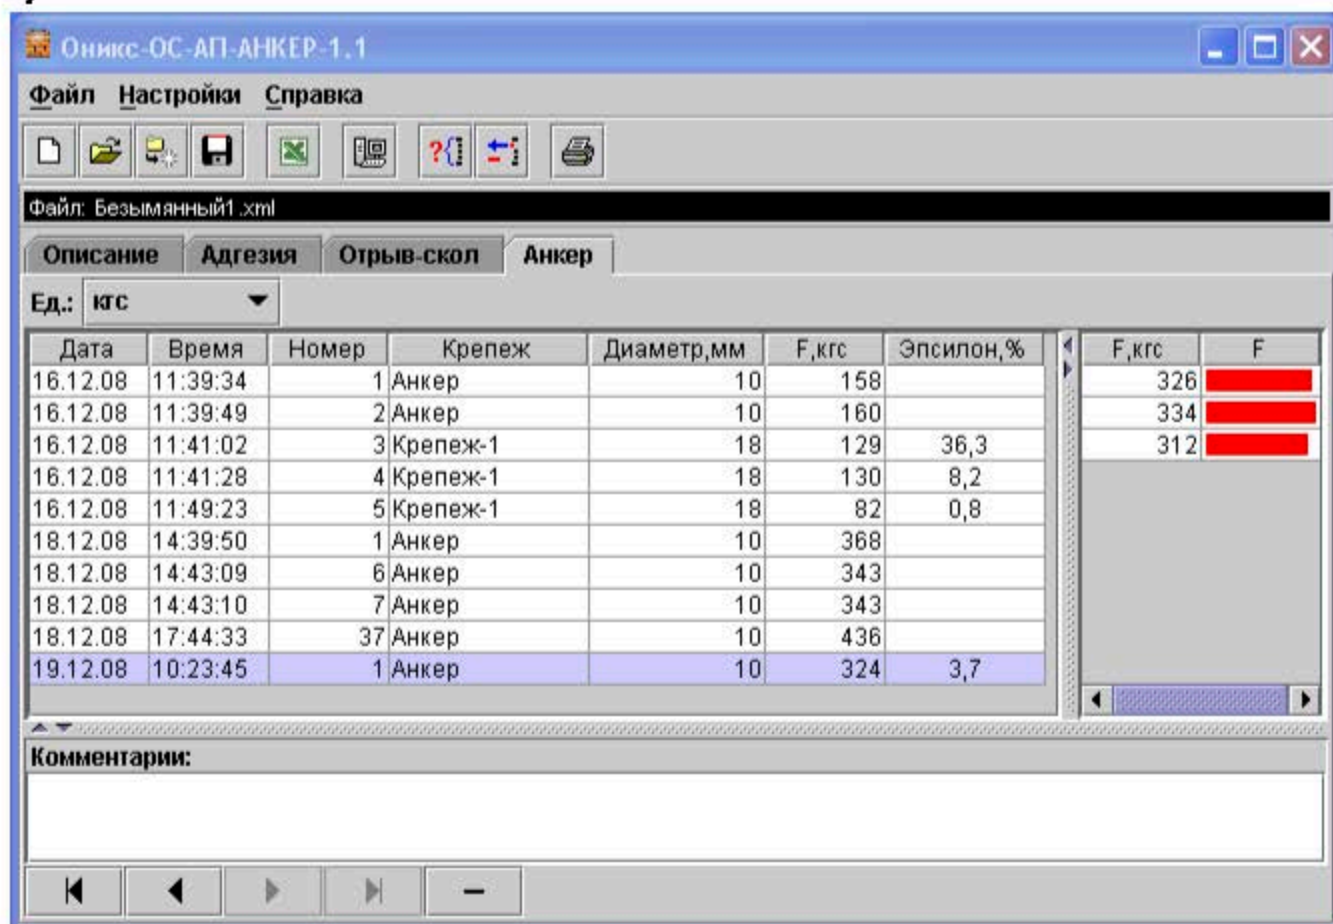 Оникс-ОС-АП-АНКЕР-1.1
Файл Настройки Справка
Файл: Безымянный1.xml
Описание Адгезия Отрыв-скол Анкер
Ед.: кгс
Дата Время Номер Крепеж Диаметр,мм F,кгс Эпсилон,% F,кгс F
16.12.08 11:39:34 1 Анкер 10 158 326
16.12.08 11:39:49 2 Анкер 10 160 334
16.12.08 11:41:02 3 Крепеж-1 18 129 36,3 312
16.12.08 11:41:28 4 Крепеж-1 18 130 8,2
16.12.08 11:49:23 5 Крепеж-1 18 82 0,8
18.12.08 14:39:50 1 Анкер 10 368
18.12.08 14:43:09 6 Анкер 10 343
18.12.08 14:43:10 7 Анкер 10 343
18.12.08 17:44:33 37 Анкер 10 436
19.12.08 10:23:45 1 Анкер 10 324 3,7
Комментарии: